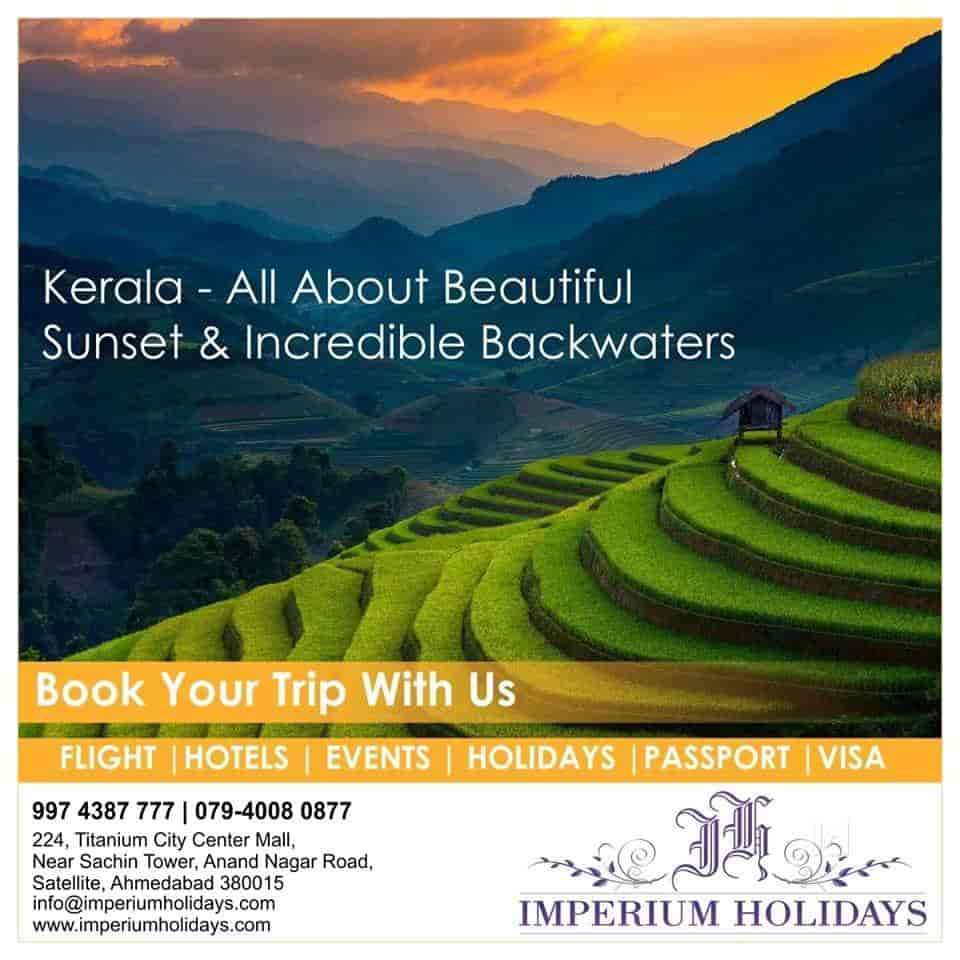 Kerala - All About Beautiful
Sunset & Incredible Backwaters
Book Your Trip With Us
FLIGHT |HOTELS | EVENTS | HOLIDAYS |PASSPORT |VISA
997 4387 777 | 079-4008 0877
224, Titanium City Center Mall,
Near Sachin Tower, Anand Nagar Road,
Satellite, Ahmedabad 380015
info@imperiumholidays.com
www.imperiumholidays.com
IMPERIUM HOLIDAYS